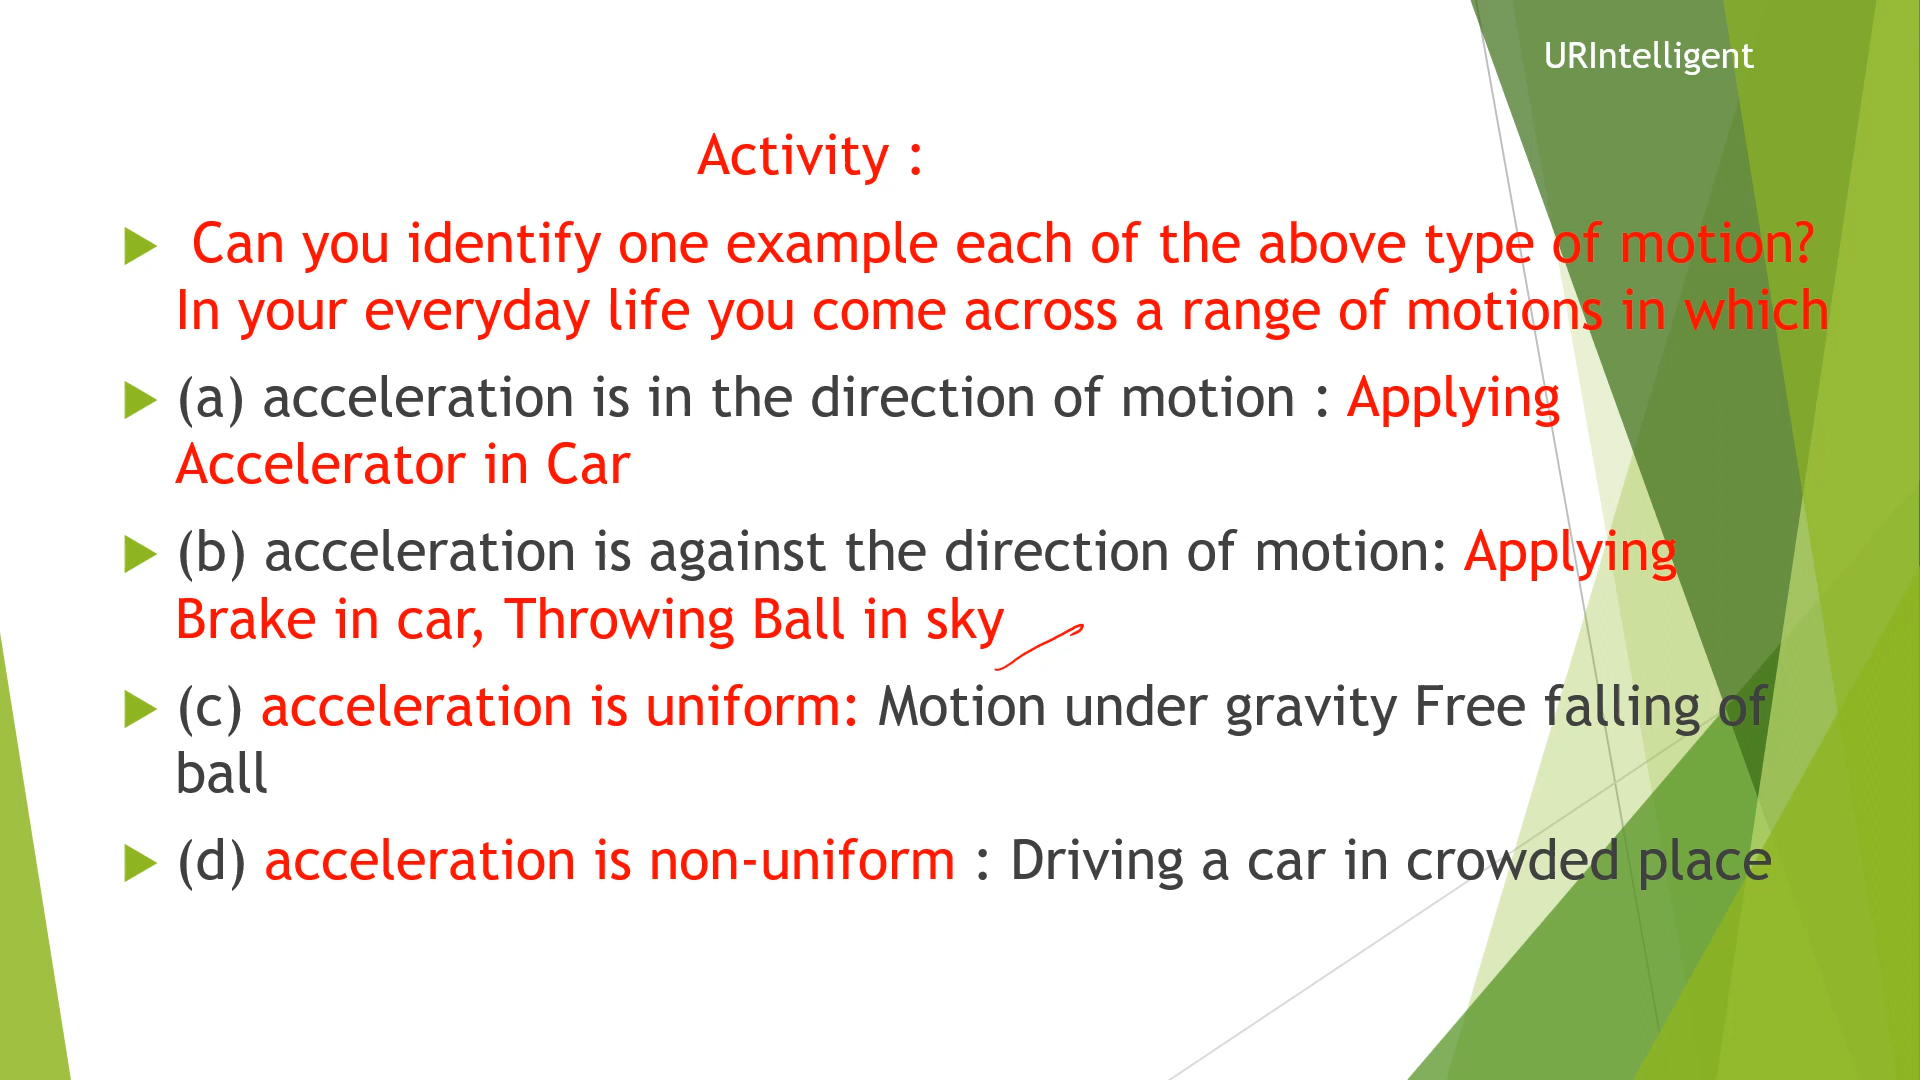 URIntelligent
Activity :
Can you identify one example each of the above type of motion?
In your everyday life you come across a range of motions in which
(a) acceleration is in the direction of motion : Applying
Accelerator in Car
(b) acceleration is against the direction of motion: Applying
Brake in car, Throwing Ball in sky
(c) acceleration is uniform: Motion under gravity Free falling of
ball
(d) acceleration is non-uniform : Driving a car in crowded place